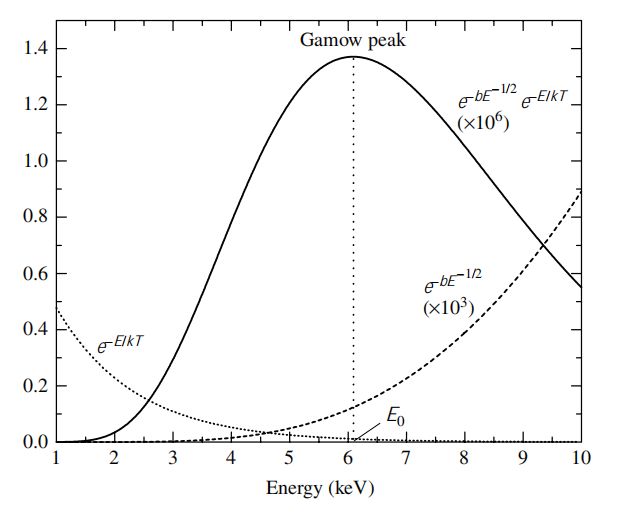 Gamow peak
1.4
1.2
1.0
0.8
0.6
0.4
0.2
0.0
e^-bE^-1/2 e^-E/kT
(×10^6)
e^-bE^-1/2
(×10^3)
e^-E/kT
E_0
1 2 3 4 5 6 7 8 9 10
Energy (keV)